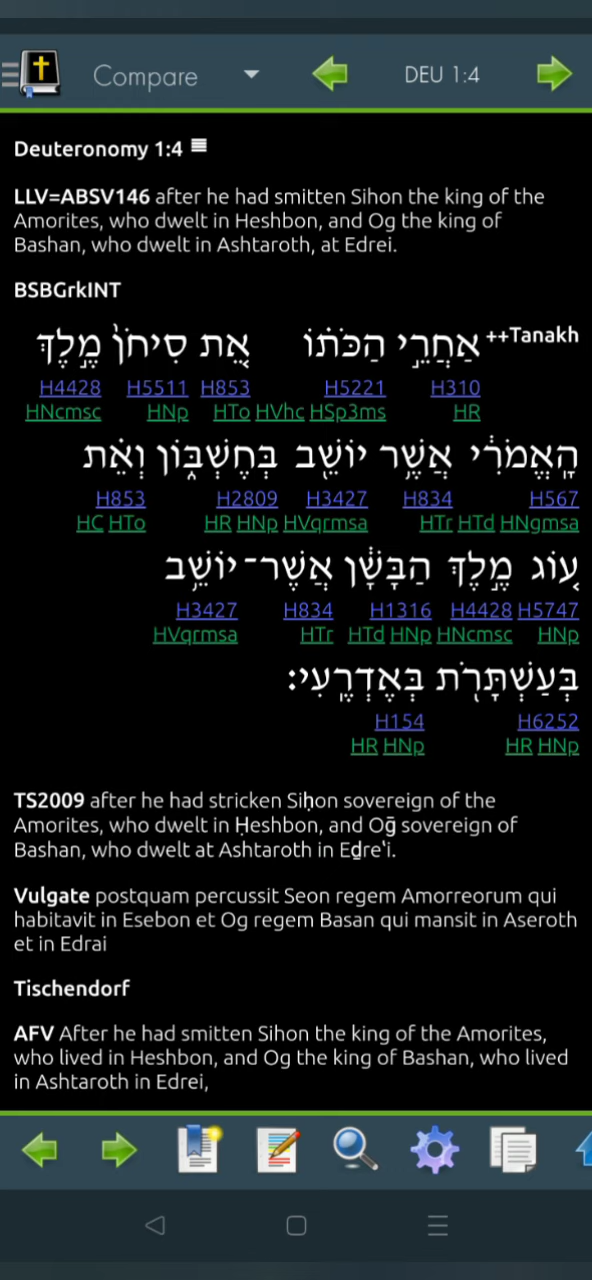 Compare
DEU 1:4
Deuteronomy 1:4
LLV=ABSV146 after he had smitten Sihon the king of the
Amorites, who dwelt in Heshbon, and Og the king of
Bashan, who dwelt in Ashtaroth, at Edrei.
BSBGrkINT
++Tanakh אַחֲרֵ֣י הַכֹּת֗וֹ אֵ֚ת סִיחֹן֙ מֶ֣לֶךְ
H4428 H5511 H853 H5221 H310
HNcmsc HNp HTo HVhc HSp3ms HR
הָֽאֱמֹרִ֔י אֲשֶׁ֥ר יוֹשֵׁ֖ב בְּחֶשְׁבּ֑וֹן וְאֵ֗ת
H853 H2809 H3427 H834 H567
HC HTo HR HNp HVqrmsa HTr HTd HNgmsa
ע֚וֹג מֶ֣לֶךְ הַבָּשָׁ֔ן אֲשֶׁר־יוֹשֵׁ֥ב
H3427 H834 H1316 H4428 H5747
HVqrmsa HTr HTd HNp HNcmsc HNp
בְּעַשְׁתָּרֹ֖ת בְּאֶדְרֶֽעִי׃
H154 H6252
HR HNp HR HNp
TS2009 after he had stricken Siḥon sovereign of the
Amorites, who dwelt in Ḥeshbon, and Oḡ sovereign of
Bashan, who dwelt at Ashtaroth in Eḏre‛i.
Vulgate postquam percussit Seon regem Amorreorum qui
habitavit in Esebon et Og regem Basan qui mansit in Aseroth
et in Edrai
Tischendorf
AFV After he had smitten Sihon the king of the Amorites,
who lived in Heshbon, and Og the king of Bashan, who lived
in Ashtaroth in Edrei,